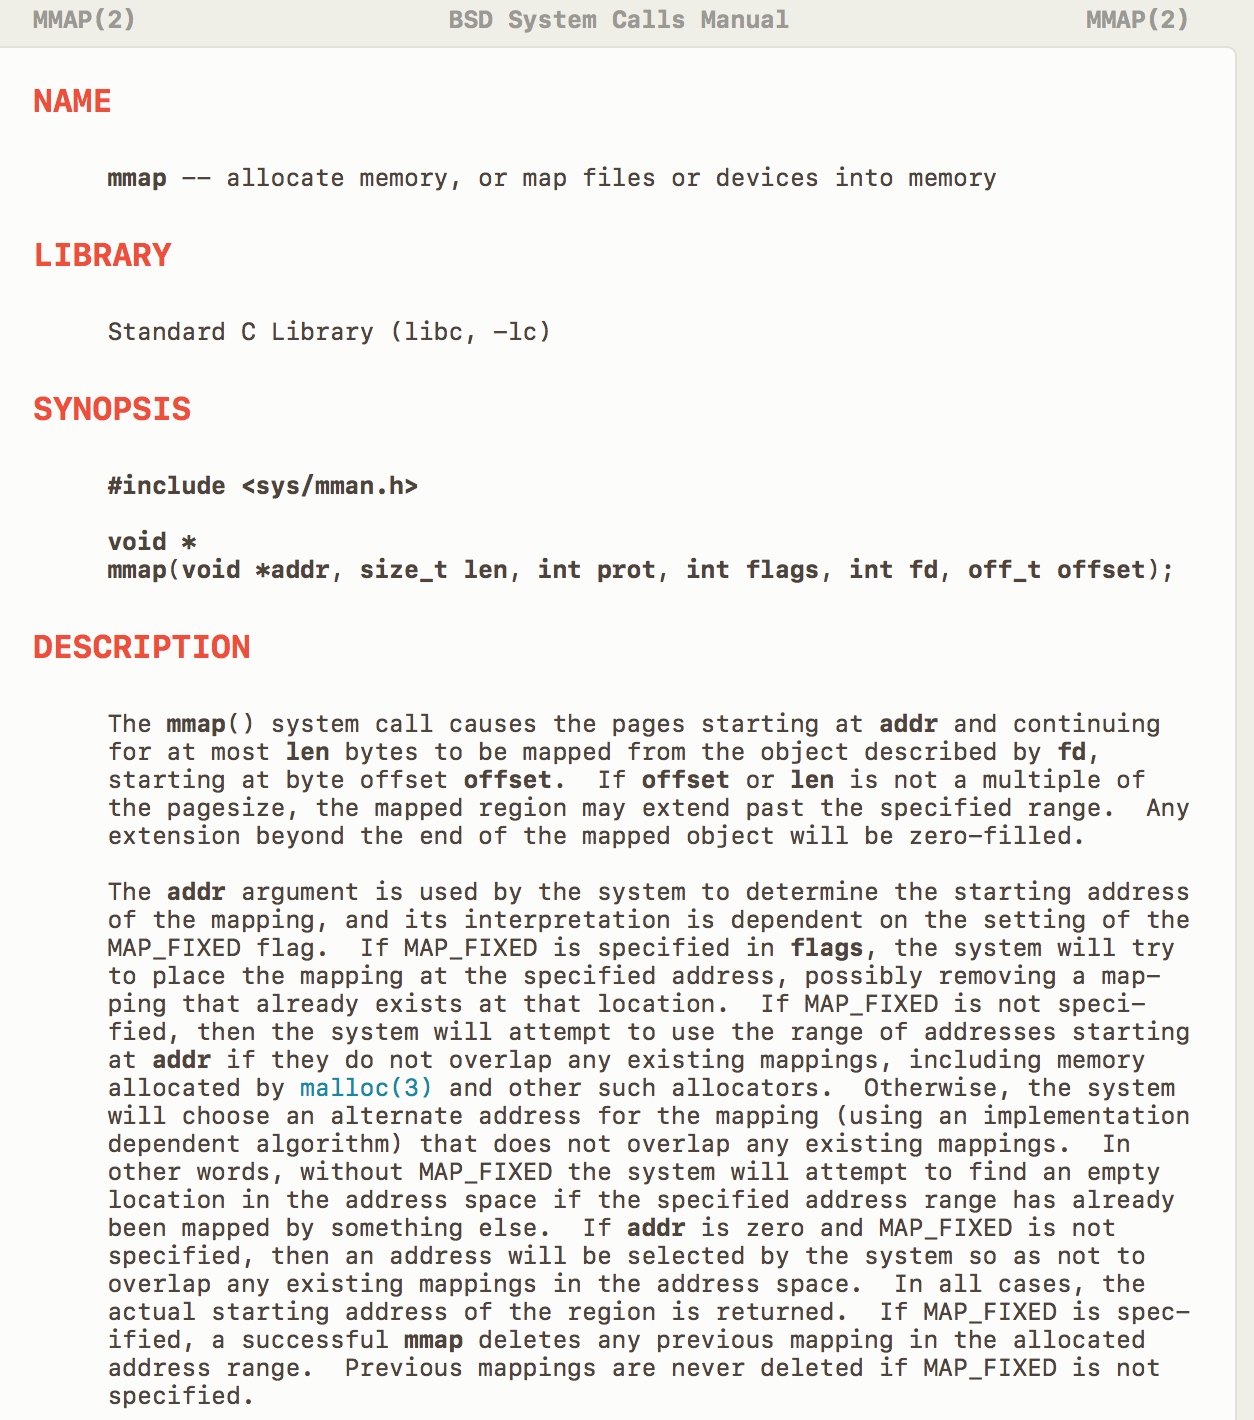 MMAP(2) BSD System Calls Manual MMAP(2)
NAME
mmap -- allocate memory, or map files or devices into memory
LIBRARY
Standard C Library (libc, -lc)
SYNOPSIS
#include <sys/mman.h>
void *
mmap(void *addr, size_t len, int prot, int flags, int fd, off_t offset);
DESCRIPTION
The mmap() system call causes the pages starting at addr and continuing
for at most len bytes to be mapped from the object described by fd,
starting at byte offset offset.  If offset or len is not a multiple of
the pagesize, the mapped region may extend past the specified range.  Any
extension beyond the end of the mapped object will be zero-filled.
The addr argument is used by the system to determine the starting address
of the mapping, and its interpretation is dependent on the setting of the
MAP_FIXED flag.  If MAP_FIXED is specified in flags, the system will try
to place the mapping at the specified address, possibly removing a map-
ping that already exists at that location.  If MAP_FIXED is not speci-
fied, then the system will attempt to use the range of addresses starting
at addr if they do not overlap any existing mappings, including memory
allocated by malloc(3) and other such allocators.  Otherwise, the system
will choose an alternate address for the mapping (using an implementation
dependent algorithm) that does not overlap any existing mappings.  In
other words, without MAP_FIXED the system will attempt to find an empty
location in the address space if the specified address range has already
been mapped by something else.  If addr is zero and MAP_FIXED is not
specified, then an address will be selected by the system so as not to
overlap any existing mappings in the address space.  In all cases, the
actual starting address of the region is returned.  If MAP_FIXED is spec-
ified, a successful mmap deletes any previous mapping in the allocated
address range.  Previous mappings are never deleted if MAP_FIXED is not
specified.